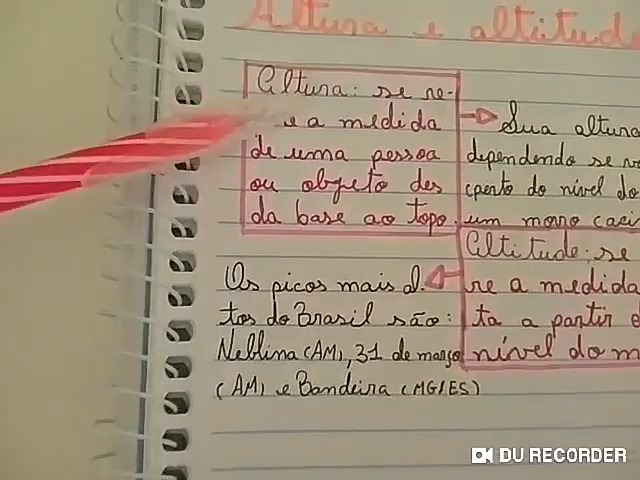 Altura e altitude
Altura: se re-
e a medida
de uma pessoa
ou objeto des
da base ao topo.
Sua altura
dependendo se
perto do nível do
um morro
Altitude: se
re a medida
ta a partir
nível do m
Os picos mais al-
tos do Brasil são:
Neblina (AM), 31 de março
(AM) e Bandeira (MG/ES)
DU RECORDER